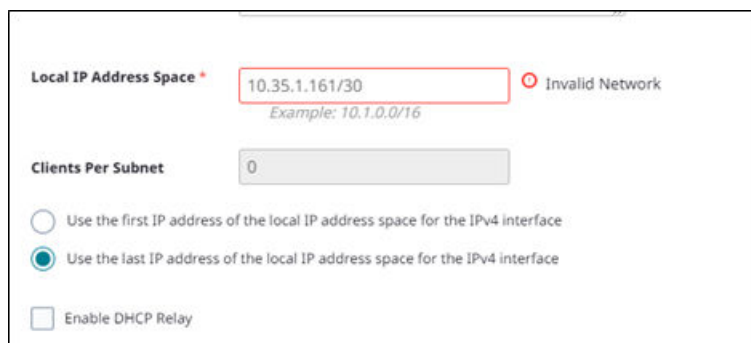 Local IP Address Space * 10.35.1.161/30 Invalid Network
Example: 10.1.0.0/16
Clients Per Subnet 0
Use the first IP address of the local IP address space for the IPv4 interface
Use the last IP address of the local IP address space for the IPv4 interface
Enable DHCP Relay